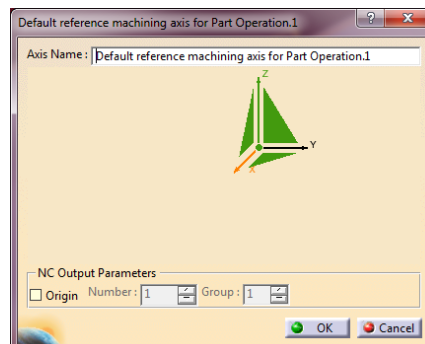 Default reference machining axis for Part Operation.1
Axis Name : Default reference machining axis for Part Operation.1
Z
Y
X
NC Output Parameters
Origin Number : 1 Group : 1
OK Cancel